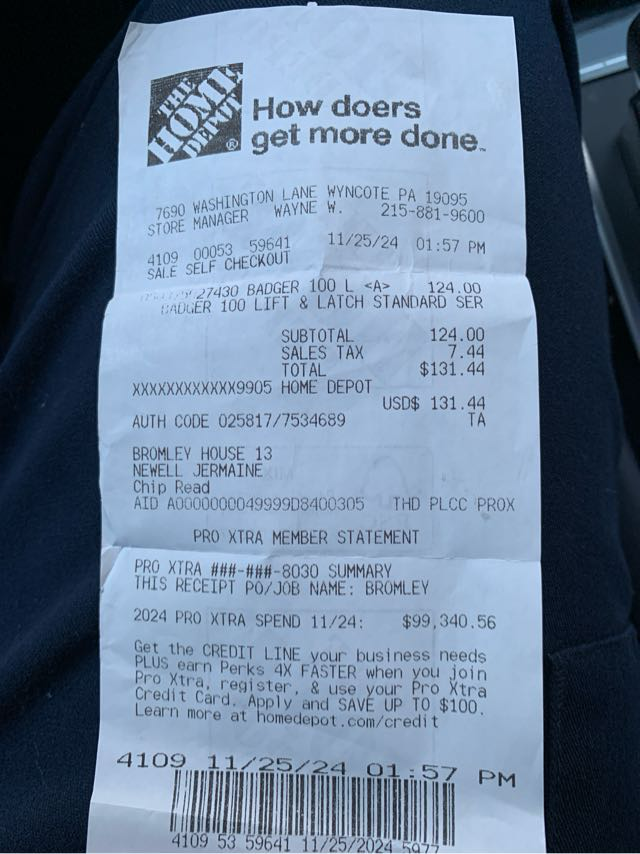 THE
HOME
DEPOT
®
How doers
get more done™
7690 WASHINGTON LANE WYNCOTE PA 19095
STORE MANAGER WAYNE W. 215-881-9600
4109 00053 59641 11/25/24 01:57 PM
SALE SELF CHECKOUT
27430 BADGER 100 L <A> 124.00
BADGER 100 LIFT & LATCH STANDARD SER
SUBTOTAL 124.00
SALES TAX 7.44
TOTAL $131.44
XXXXXXXXXXXX9905 HOME DEPOT
USD$ 131.44
AUTH CODE 025817/7534689 TA
BROMLEY HOUSE 13
NEWELL JERMAINE
Chip Read
AID A0000000049999D8400305 THD PLCC PROX
PRO XTRA MEMBER STATEMENT
PRO XTRA ###-###-8030 SUMMARY
THIS RECEIPT PO/JOB NAME: BROMLEY
2024 PRO XTRA SPEND 11/24: $99,340.56
Get the CREDIT LINE your business needs
PLUS earn Perks 4X FASTER when you join
Pro Xtra, register, & use your Pro Xtra
Credit Card. Apply and SAVE UP TO $100.
Learn more at homedepot.com/credit
4109 11/25/24 01:57 PM
4109 53 59641 11/25/2024 5977